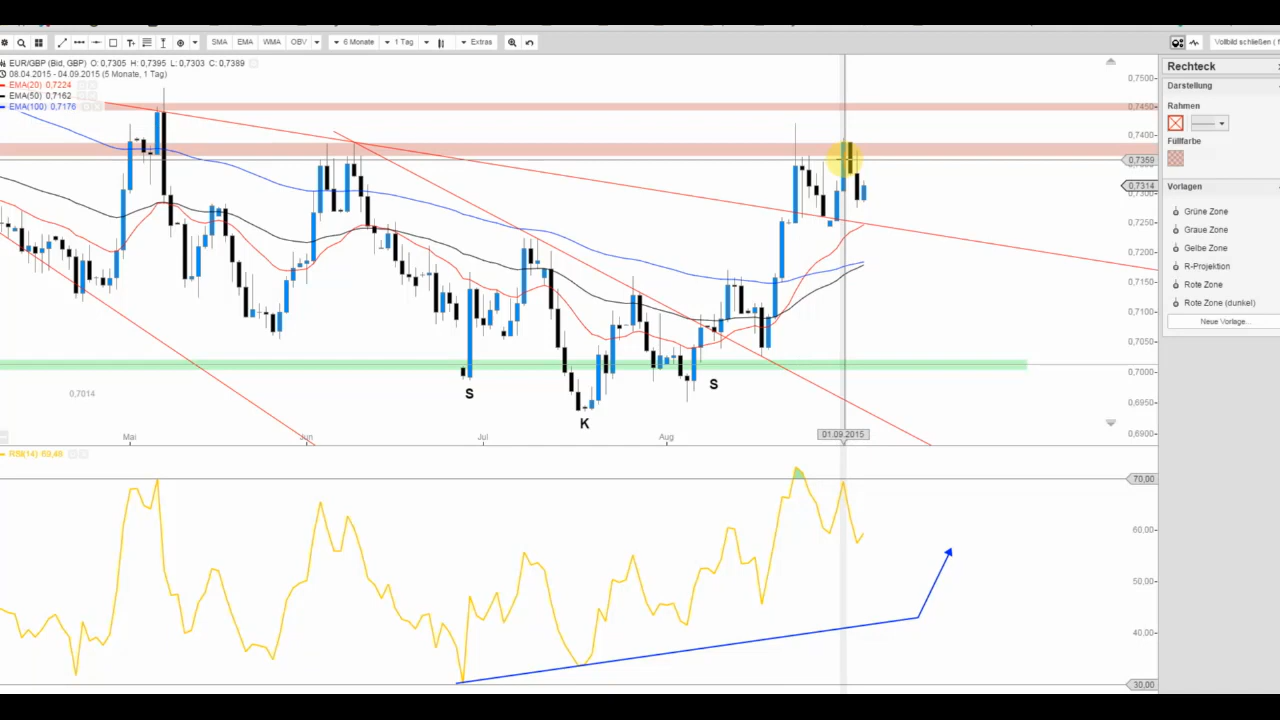 SMA EMA WMA OBV 6 Monate 1 Tag Extras Vollbild schließen ( f
EUR/GBP (Bid, GBP) O: 0,7305 H: 0,7395 L: 0,7303 C: 0,7389
08.04.2015 - 04.09.2015 (5 Monate, 1 Tag)
EMA(20) 0,7224
EMA(50) 0,7162
EMA(100) 0,7176
0,7500
0,7450
0,7400
0,7359
0,7314
0,7300
0,7250
0,7200
0,7150
0,7100
0,7050
0,7000
0,6950
0,6900
0,7014
S
K
S
Mai Jun Jul Aug 01.09.2015
RSI(14) 69,46
70,00
60,00
50,00
40,00
30,00
Rechteck
Darstellung
Rahmen
Füllfarbe
Vorlagen
Grüne Zone
Graue Zone
Gelbe Zone
R-Projektion
Rote Zone
Rote Zone (dunkel)
Neue Vorlage...